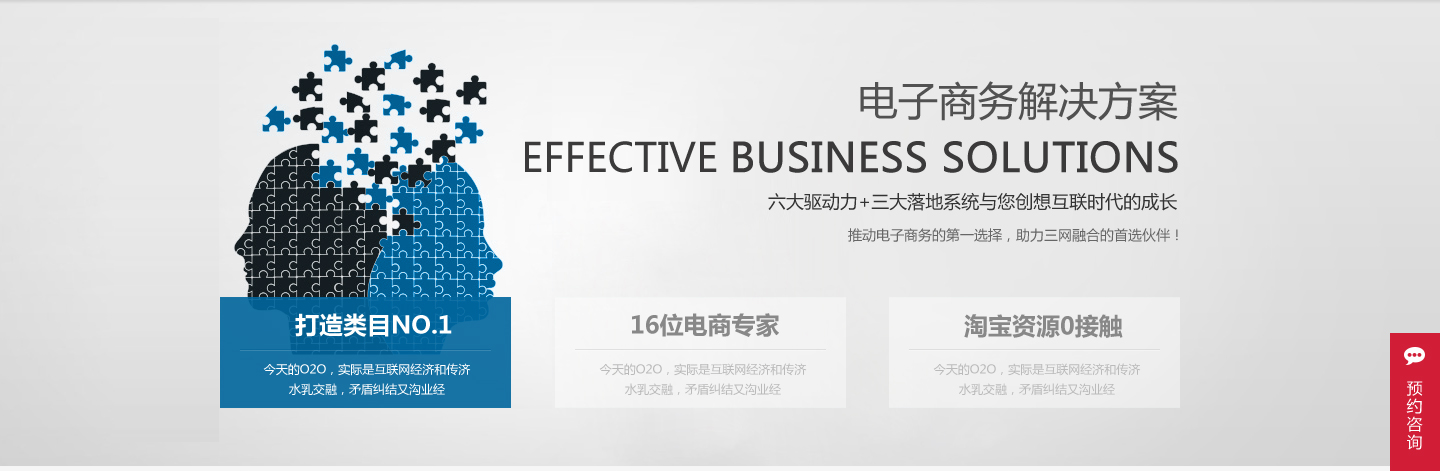 电子商务解决方案
EFFECTIVE BUSINESS SOLUTIONS
六大驱动力+三大落地系统与您创想互联时代的成长
推动电子商务的第一选择，助力三网融合的首选伙伴！
打造类目NO.1
今天的O2O，实际是互联网经济和传济
水乳交融，矛盾纠结又沟业经
16位电商专家
今天的O2O，实际是互联网经济和传济
水乳交融，矛盾纠结又沟业经
淘宝资源0接触
今天的O2O，实际是互联网经济和传济
水乳交融，矛盾纠结又沟业经
预约咨询